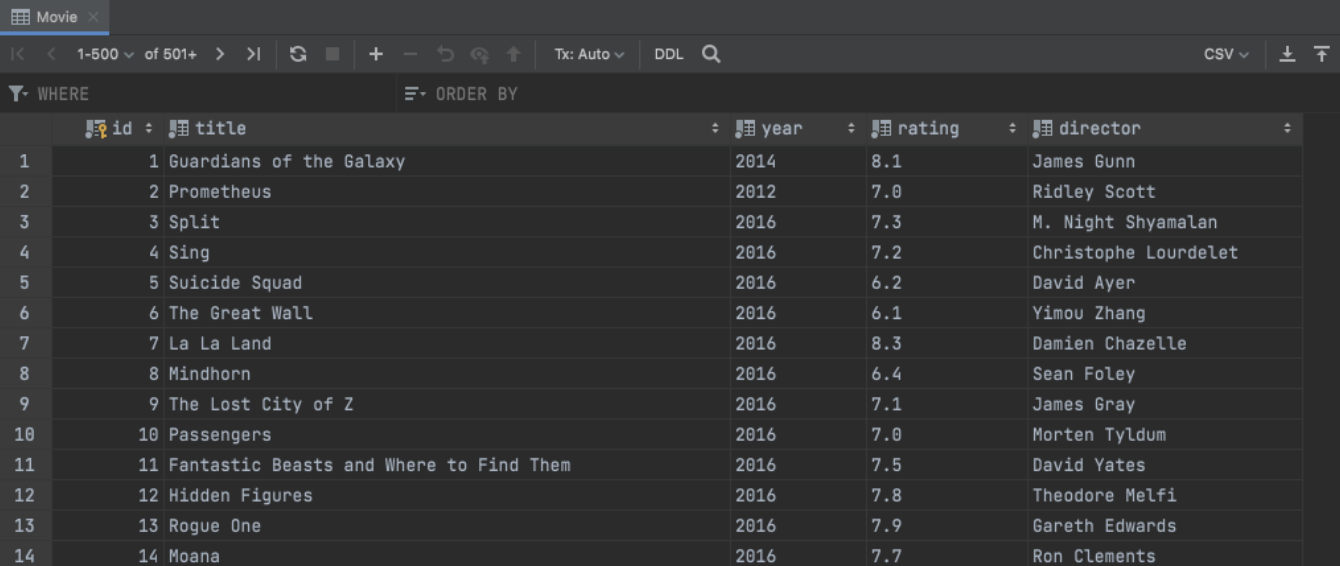 Movie
1-500 of 501+ Tx: Auto DDL CSV
WHERE ORDER BY
id title year rating director
1 1 Guardians of the Galaxy 2014 8.1 James Gunn
2 2 Prometheus 2012 7.0 Ridley Scott
3 3 Split 2016 7.3 M. Night Shyamalan
4 4 Sing 2016 7.2 Christophe Lourdelet
5 5 Suicide Squad 2016 6.2 David Ayer
6 6 The Great Wall 2016 6.1 Yimou Zhang
7 7 La La Land 2016 8.3 Damien Chazelle
8 8 Mindhorn 2016 6.4 Sean Foley
9 9 The Lost City of Z 2016 7.1 James Gray
10 10 Passengers 2016 7.0 Morten Tyldum
11 11 Fantastic Beasts and Where to Find Them 2016 7.5 David Yates
12 12 Hidden Figures 2016 7.8 Theodore Melfi
13 13 Rogue One 2016 7.9 Gareth Edwards
14 14 Moana 2016 7.7 Ron Clements